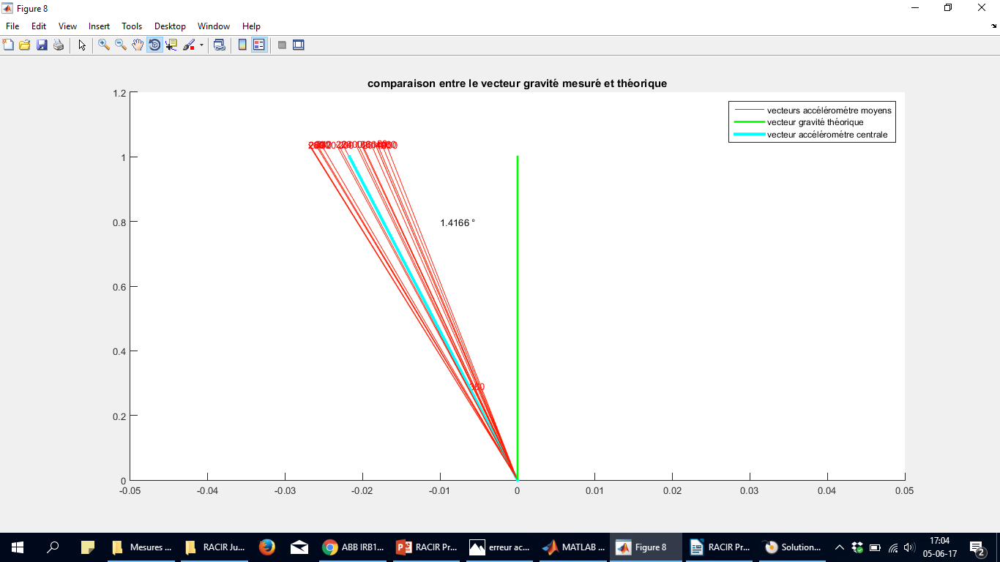 Figure 8
File Edit View Insert Tools Desktop Window Help
comparaison entre le vecteur gravité mesuré et théorique
1.2
vecteurs accéléromètre moyens
vecteur gravité théorique
vecteur accéléromètre centrale
1
0.8
1.4166 °
0.6
0.4
0.2
0
-0.05 -0.04 -0.03 -0.02 -0.01 0 0.01 0.02 0.03 0.04 0.05
Mesures ... RACIR Ju... ABB IRB1... RACIR Pr... erreur ac... MATLAB ... Figure 8 RACIR Pr... Solution...
17:04
05-06-17
2